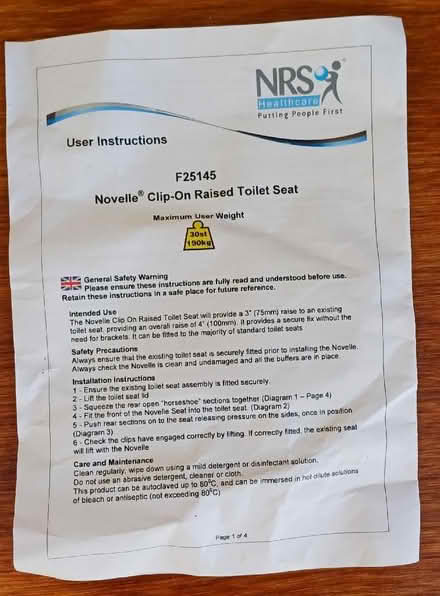 NRS
Healthcare
Putting People First
User Instructions
F25145
Novelle® Clip-On Raised Toilet Seat
Maximum User Weight
30st
190kg
General Safety Warning
Please ensure these instructions are fully read and understood before use.
Retain these instructions in a safe place for future reference.
Intended Use
The Novelle Clip On Raised Toilet Seat will provide a 3" (75mm) raise to an existing
toilet seat, providing an overall raise of 4" (100mm). It provides a secure fix without the
need for brackets. It can be fitted to the majority of standard toilet seats
Safety Precautions
Always ensure that the existing toilet seat is securely fitted prior to installing the Novelle.
Always check the Novelle is clean and undamaged and all the buffers are in place.
Installation Instructions
1 - Ensure the existing toilet seat assembly is fitted securely.
2 - Lift the toilet seat lid
3 - Squeeze the rear open "horseshoe" sections together (Diagram 1 – Page 4)
4 - Fit the front of the Novelle Seat into the toilet seat. (Diagram 2)
5 - Push rear sections on to the seat releasing pressure on the sides, once in position
(Diagram 3)
6 - Check the clips have engaged correctly by lifting. If correctly fitted, the existing seat
will lift with the Novelle
Care and Maintenance
Clean regularly, wipe down using a mild detergent or disinfectant solution.
Do not use an abrasive detergent, cleaner or cloth.
This product can be autoclaved up to 80°C, and can be immersed in hot dilute solutions
of bleach or antiseptic (not exceeding 80°C)
Page 1 of 4